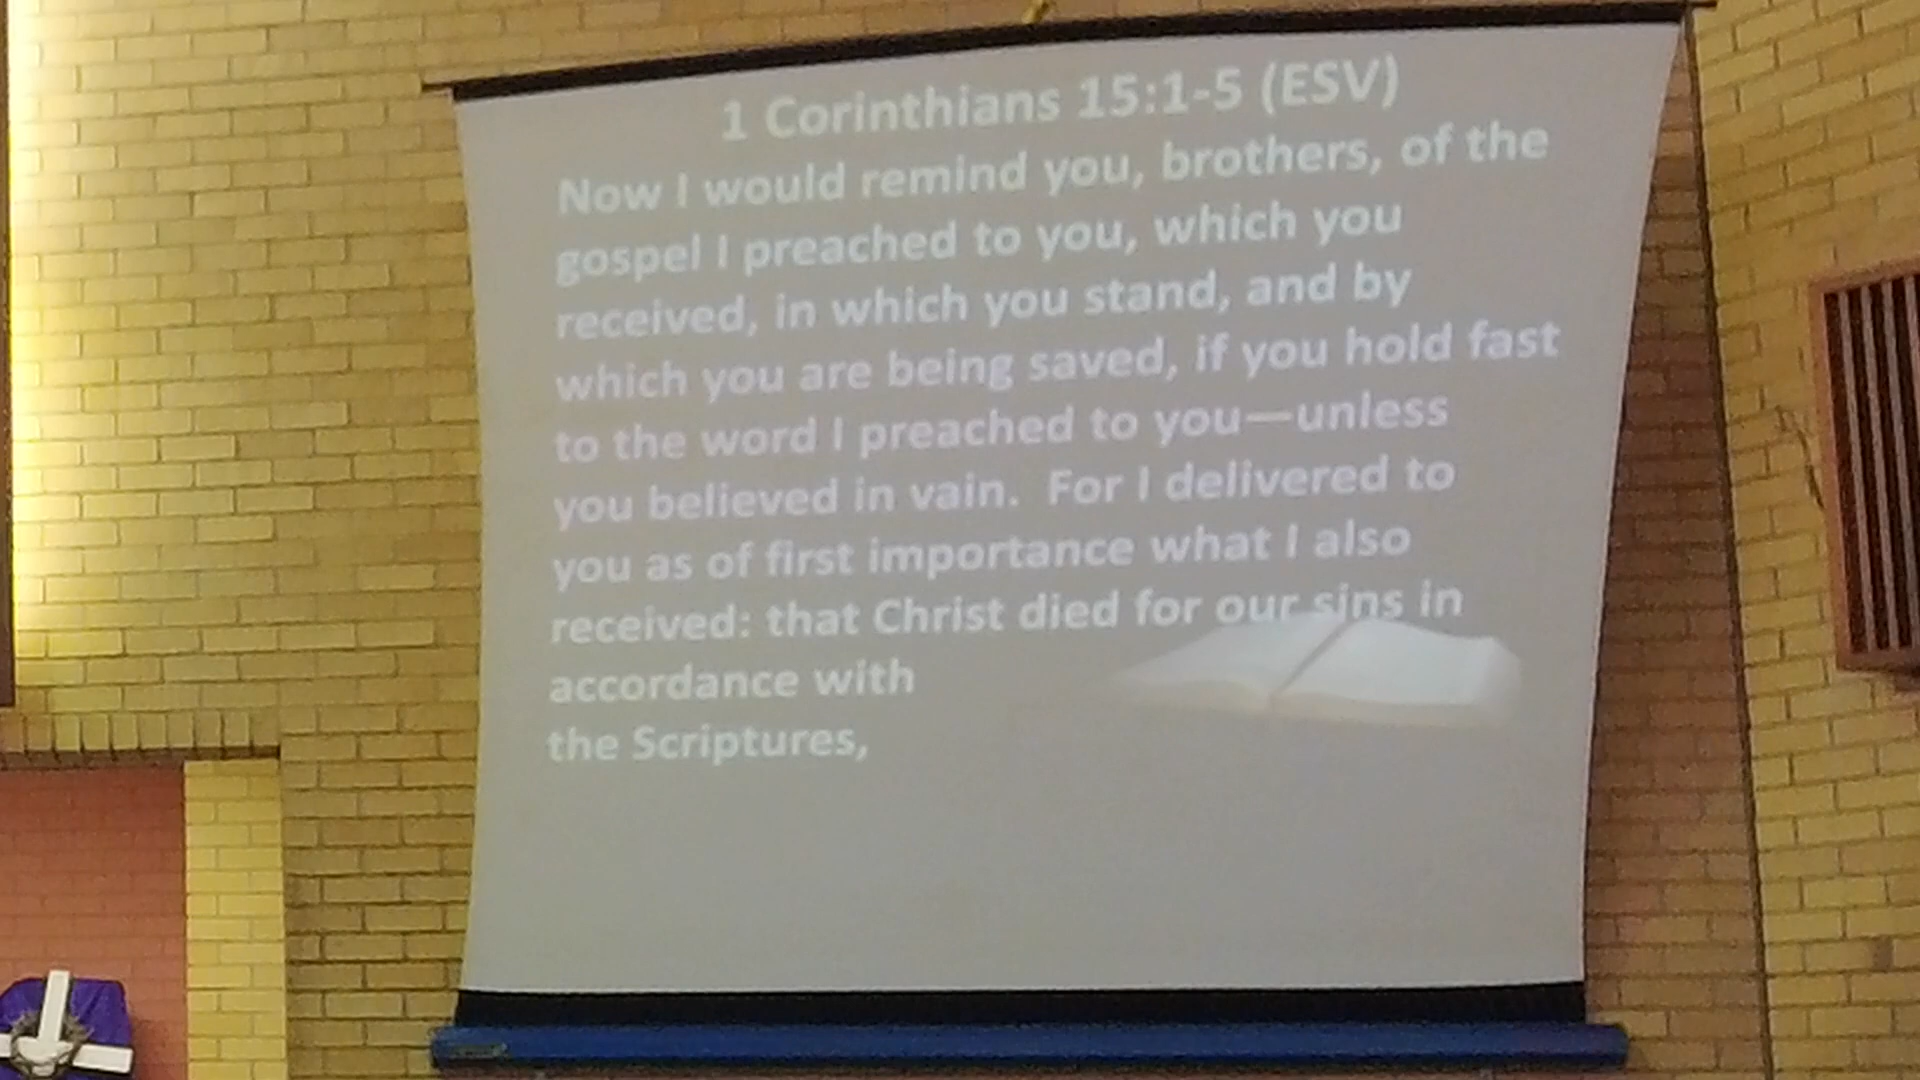 1 Corinthians 15:1-5 (ESV)
Now I would remind you, brothers, of the
gospel I preached to you, which you
received, in which you stand, and by
which you are being saved, if you hold fast
to the word I preached to you—unless
you believed in vain.  For I delivered to
you as of first importance what I also
received: that Christ died for our sins in
accordance with
the Scriptures,